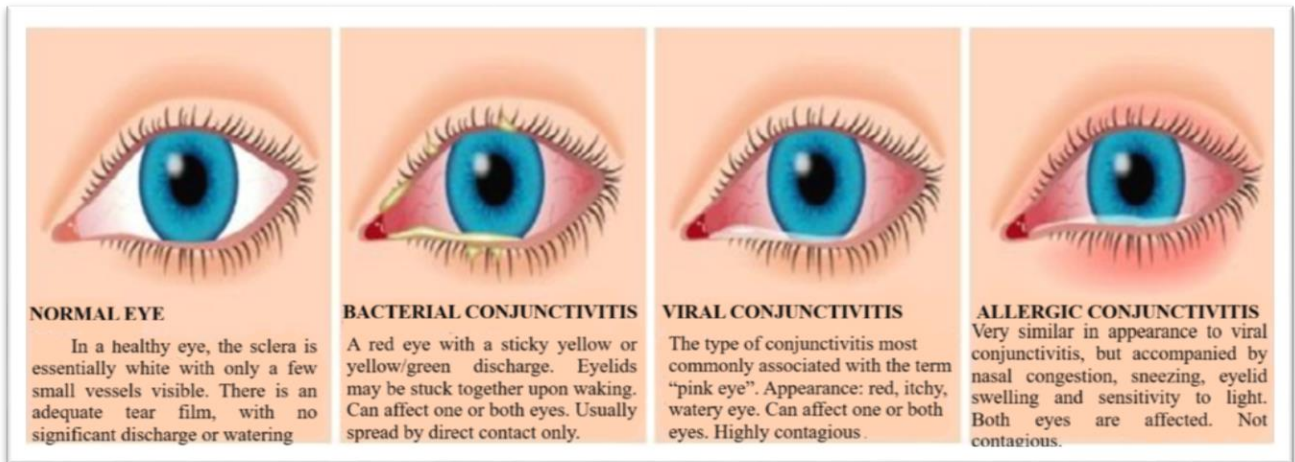 NORMAL EYE
In a healthy eye, the sclera is
essentially white with only a few
small vessels visible. There is an
adequate tear film, with no
significant discharge or watering
BACTERIAL CONJUNCTIVITIS
A red eye with a sticky yellow or
yellow/green discharge. Eyelids
may be stuck together upon waking.
Can affect one or both eyes. Usually
spread by direct contact only.
VIRAL CONJUNCTIVITIS
The type of conjunctivitis most
commonly associated with the term
“pink eye”. Appearance: red, itchy,
watery eye. Can affect one or both
eyes. Highly contagious.
ALLERGIC CONJUNCTIVITIS
Very similar in appearance to viral
conjunctivitis, but accompanied by
nasal congestion, sneezing, eyelid
swelling and sensitivity to light.
Both eyes are affected. Not
contagious.